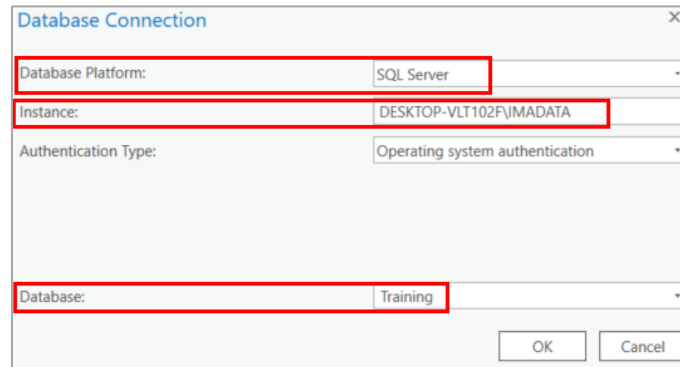 Database Connection
Database Platform: SQL Server
Instance: DESKTOP-VLT102F\IMADATA
Authentication Type: Operating system authentication
Database: Training
OK Cancel